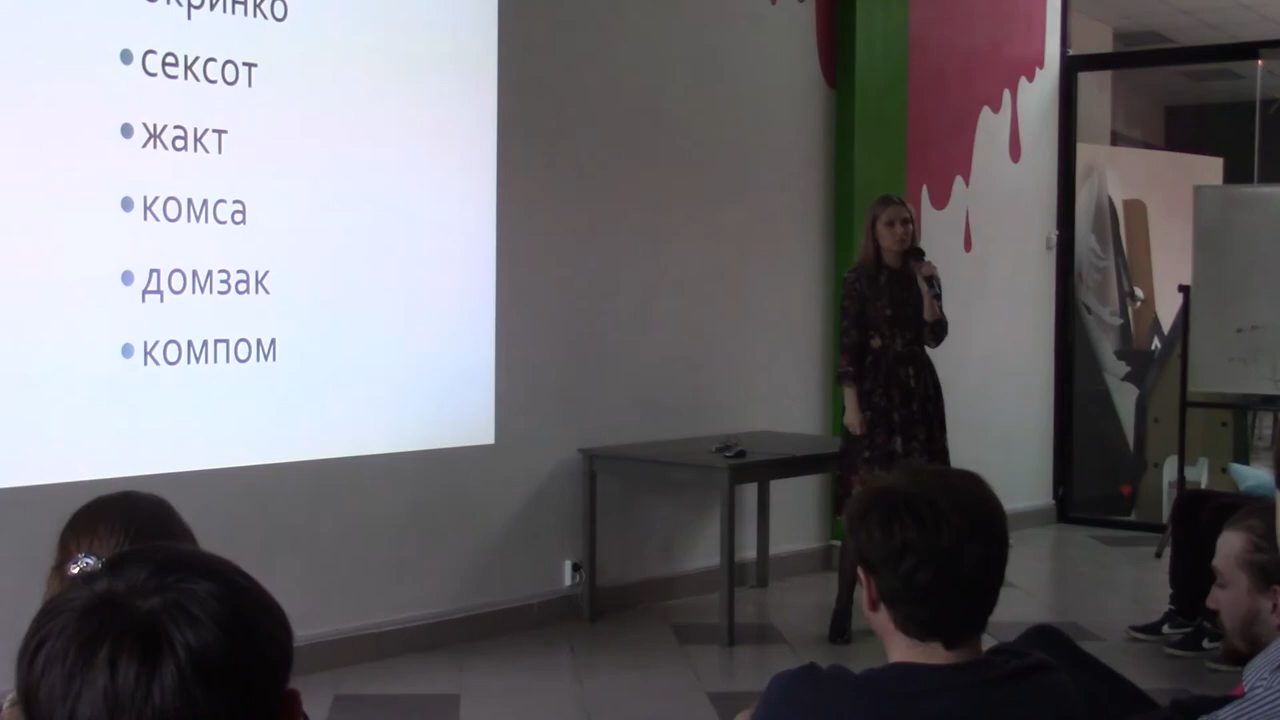 • сексот
• жакт
• комса
• домзак
• компом